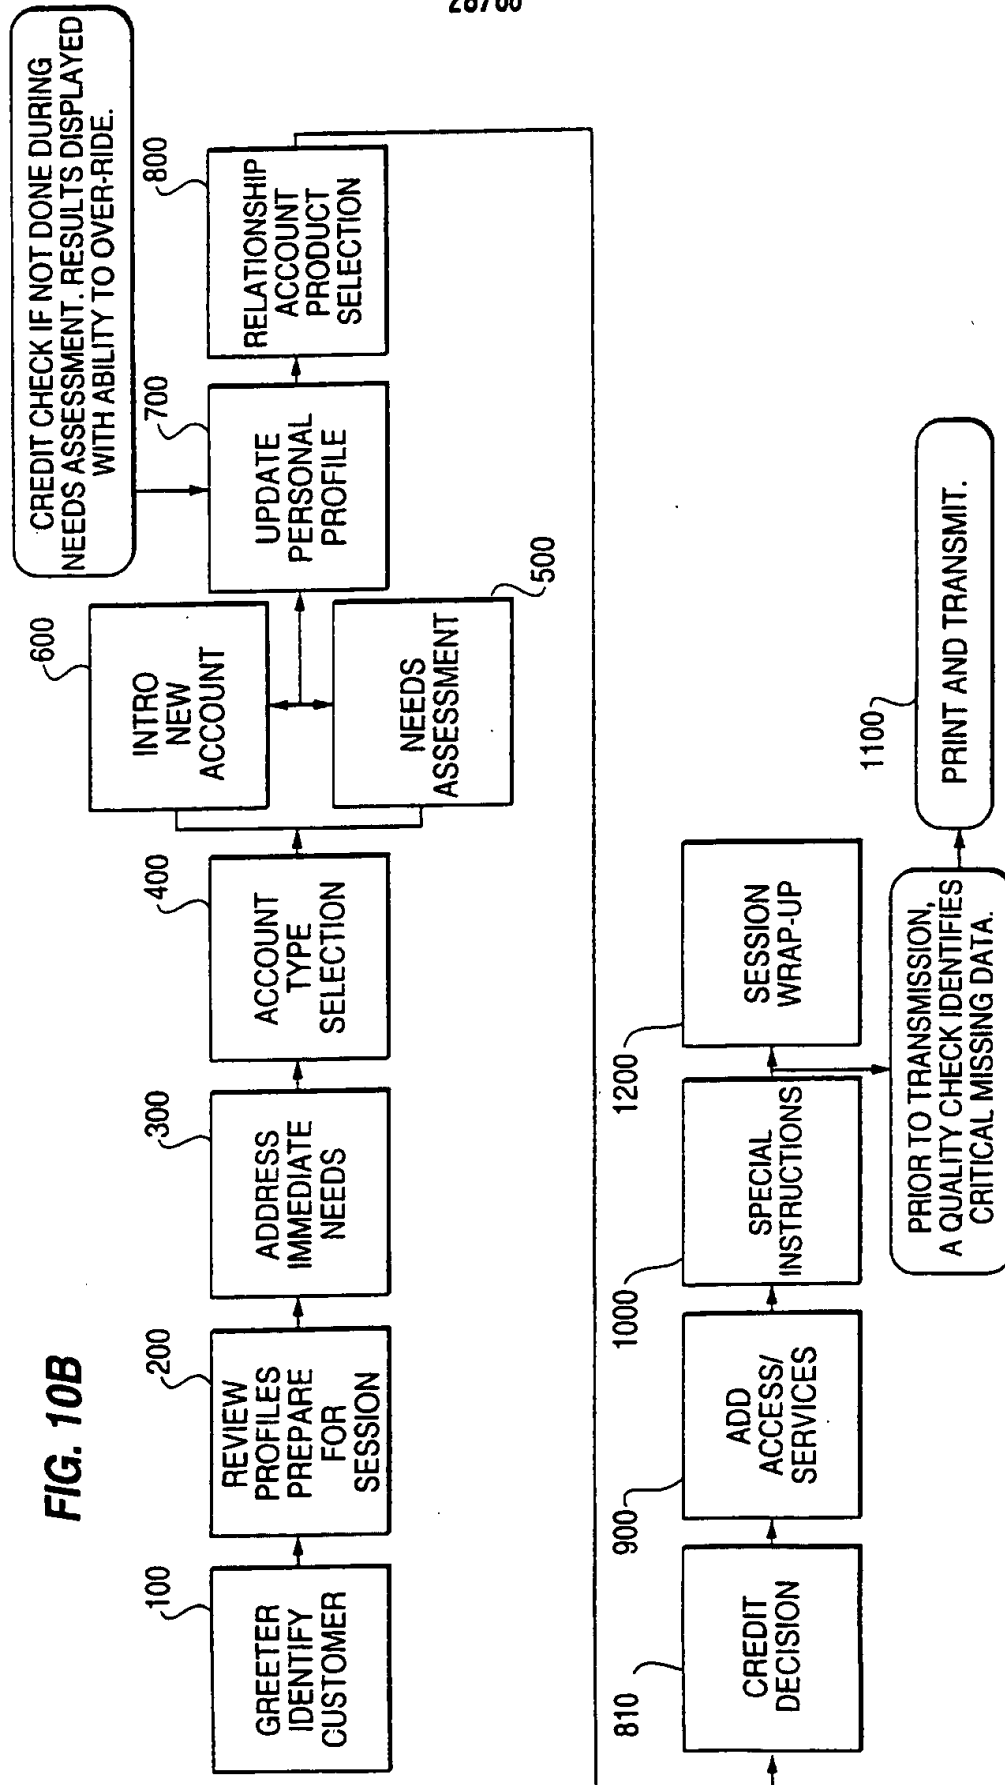 28/88
FIG. 10B
100
GREETER
IDENTIFY
CUSTOMER
200
REVIEW
PROFILES
PREPARE
FOR
SESSION
300
ADDRESS
IMMEDIATE
NEEDS
400
ACCOUNT
TYPE
SELECTION
600
INTRO
NEW
ACCOUNT
500
NEEDS
ASSESSMENT
CREDIT CHECK IF NOT DONE DURING
NEEDS ASSESSMENT. RESULTS DISPLAYED
WITH ABILITY TO OVER-RIDE.
700
UPDATE
PERSONAL
PROFILE
800
RELATIONSHIP
ACCOUNT
PRODUCT
SELECTION
810
CREDIT
DECISION
900
ADD
ACCESS/
SERVICES
1000
SPECIAL
INSTRUCTIONS
1200
SESSION
WRAP-UP
PRIOR TO TRANSMISSION,
A QUALITY CHECK IDENTIFIES
CRITICAL MISSING DATA.
1100
PRINT AND TRANSMIT.